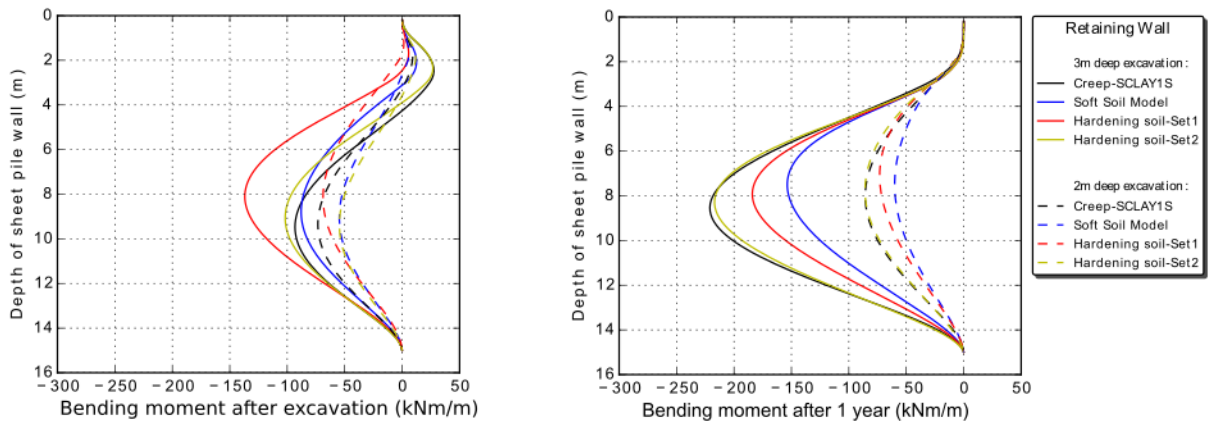 0
2
4
6
8
10
12
14
16
Depth of sheet pile wall (m)
−300 −250 −200 −150 −100 −50 0 50
Bending moment after excavation (kNm/m)
0
2
4
6
8
10
12
14
16
Depth of sheet pile wall (m)
−300 −250 −200 −150 −100 −50 0 50
Bending moment after 1 year (kNm/m)
Retaining Wall
3m deep excavation :
Creep-SCLAY1S
Soft Soil Model
Hardening soil-Set1
Hardening soil-Set2
2m deep excavation :
Creep-SCLAY1S
Soft Soil Model
Hardening soil-Set1
Hardening soil-Set2